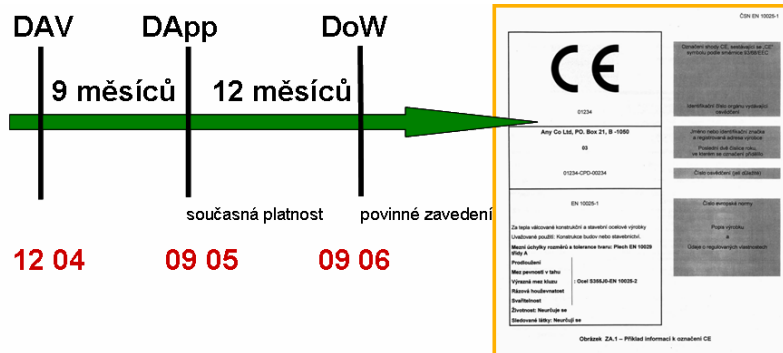 DAV
DApp
DoW
9 měsíců
12 měsíců
současná platnost
povinné zavedení
12 04
09 05
09 06
ČSN EN 10025-1
CE
01234
Any Co Ltd, PO. Box 21, B -1050
03
01234-CPD-00234
EN 10025-1
Za tepla válcované konstrukční a stavební ocelové výrobky
Uvažované použití: Konstrukce budov nebo stavebnictví.
Mezní úchylky rozměrů a tolerance tvaru: Plech EN 10029
třídy A
Prodloužení
Mez pevnosti v tahu
Výrazná mez kluzu : Ocel S355J0-EN 10025-2
Rázová houževnatost
Svařitelnost
Životnost: Neurčuje se
Sledované látky: Neurčují se
Označení shody CE, sestávající se „CE“
symbolu podle směrnice 93/68/EEC
Identifikační číslo orgánu vydávající
osvědčení
Jméno nebo identifikační značka
a registrovaná adresa výrobce
Poslední dvě číslice roku,
ve kterém se označení přidělilo
Číslo osvědčení (jak důležité)
Číslo evropské normy
Popis výrobku
a
Údaje o regulovaných vlastnostech
Obrázek ZA.1 – Příklad informací k označení CE